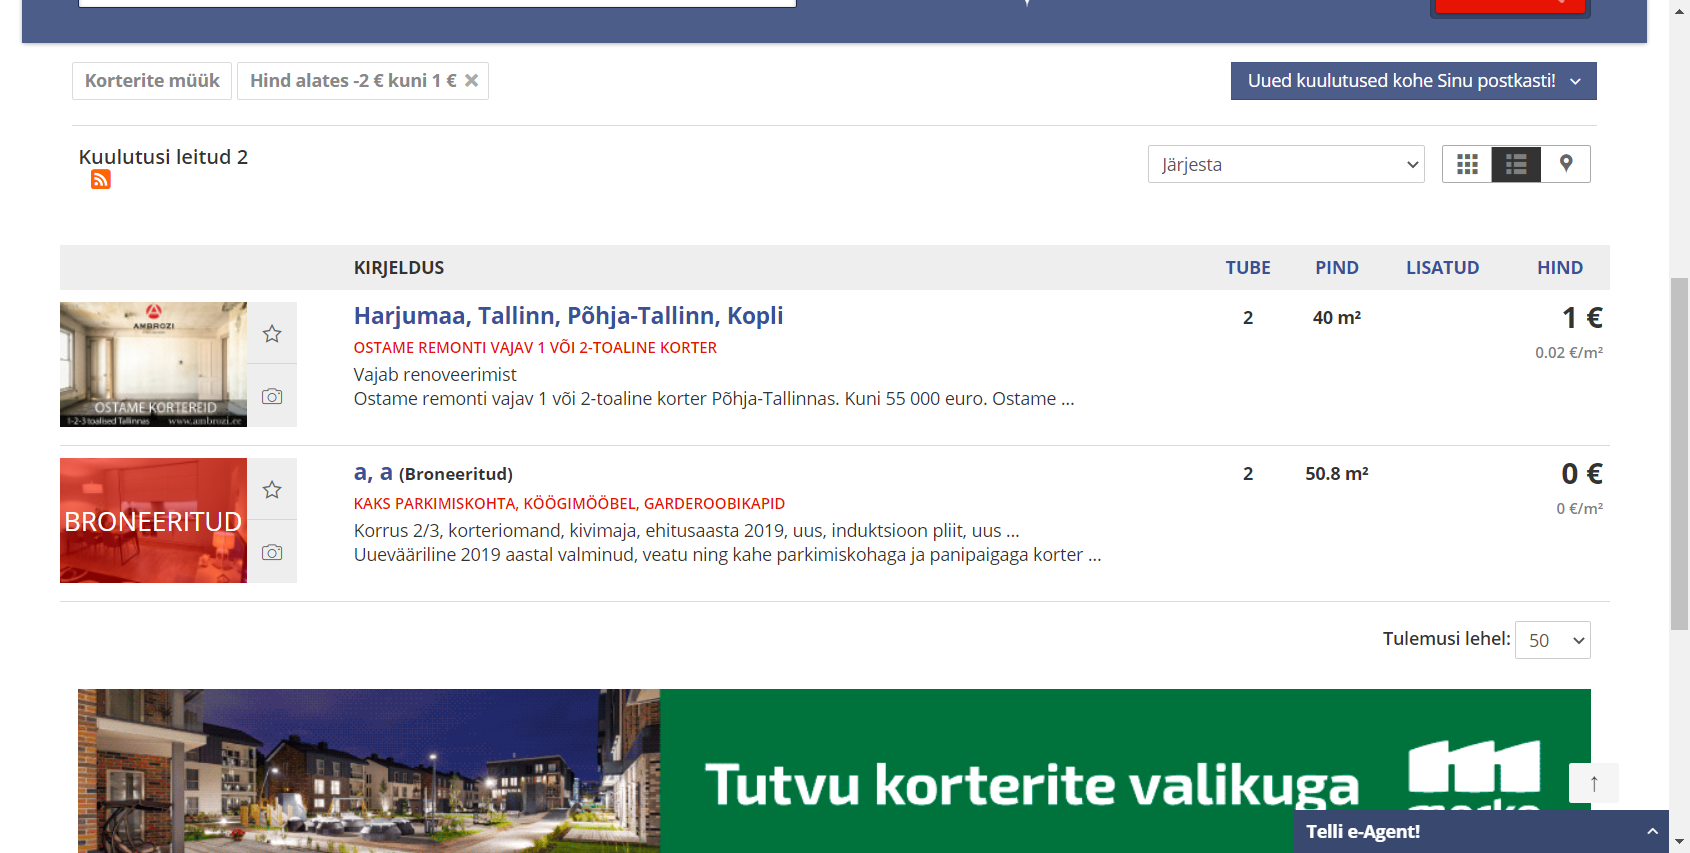 Korterite müük
Hind alates -2 € kuni 1 €
Uued kuulutused kohe Sinu postkasti!
Kuulutusi leitud 2
Järjesta
KIRJELDUS TUBE PIND LISATUD HIND
AMBROZI
OSTAME KORTEREID
1-2-3 toalised Tallinnas www.ambrozi.ee
Harjumaa, Tallinn, Põhja-Tallinn, Kopli 2 40 m² 1 €
OSTAME REMONTI VAJAV 1 VÕI 2-TOALINE KORTER 0.02 €/m²
Vajab renoveerimist
Ostame remonti vajav 1 või 2-toaline korter Põhja-Tallinnas. Kuni 55 000 euro. Ostame ...
BRONEERITUD
a, a (Broneeritud) 2 50.8 m² 0 €
KAKS PARKIMISKOHTA, KÖÖGIMÖÖBEL, GARDEROOBIKAPID 0 €/m²
Korrus 2/3, korteriomand, kivimaja, ehitusaasta 2019, uus, induktsioon pliit, uus ...
Uuevääriline 2019 aastal valminud, veatu ning kahe parkimiskohaga ja panipaigaga korter ...
Tulemusi lehel: 50
Tutvu korterite valikuga
Telli e-Agent!